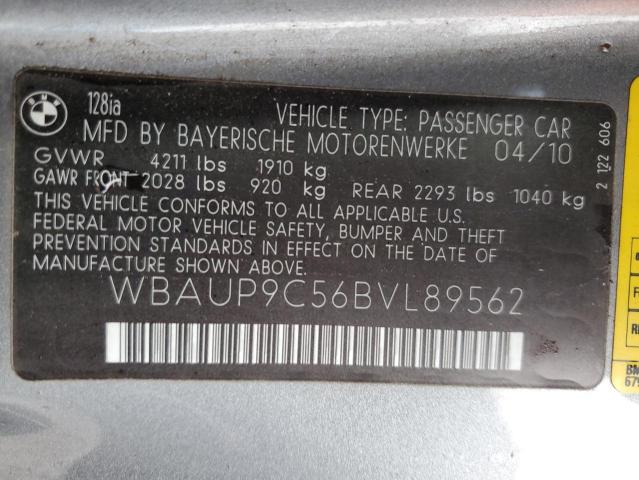 BMW
128ia
VEHICLE TYPE: PASSENGER CAR
MFD BY BAYERISCHE MOTORENWERKE 04/10
GVWR 4211 lbs 1910 kg
GAWR FRONT 2028 lbs 920 kg REAR 2293 lbs 1040 kg
THIS VEHICLE CONFORMS TO ALL APPLICABLE U.S.
FEDERAL MOTOR VEHICLE SAFETY, BUMPER AND THEFT
PREVENTION STANDARDS IN EFFECT ON THE DATE OF
MANUFACTURE SHOWN ABOVE.
WBAUP9C56BVL89562
2 122 606